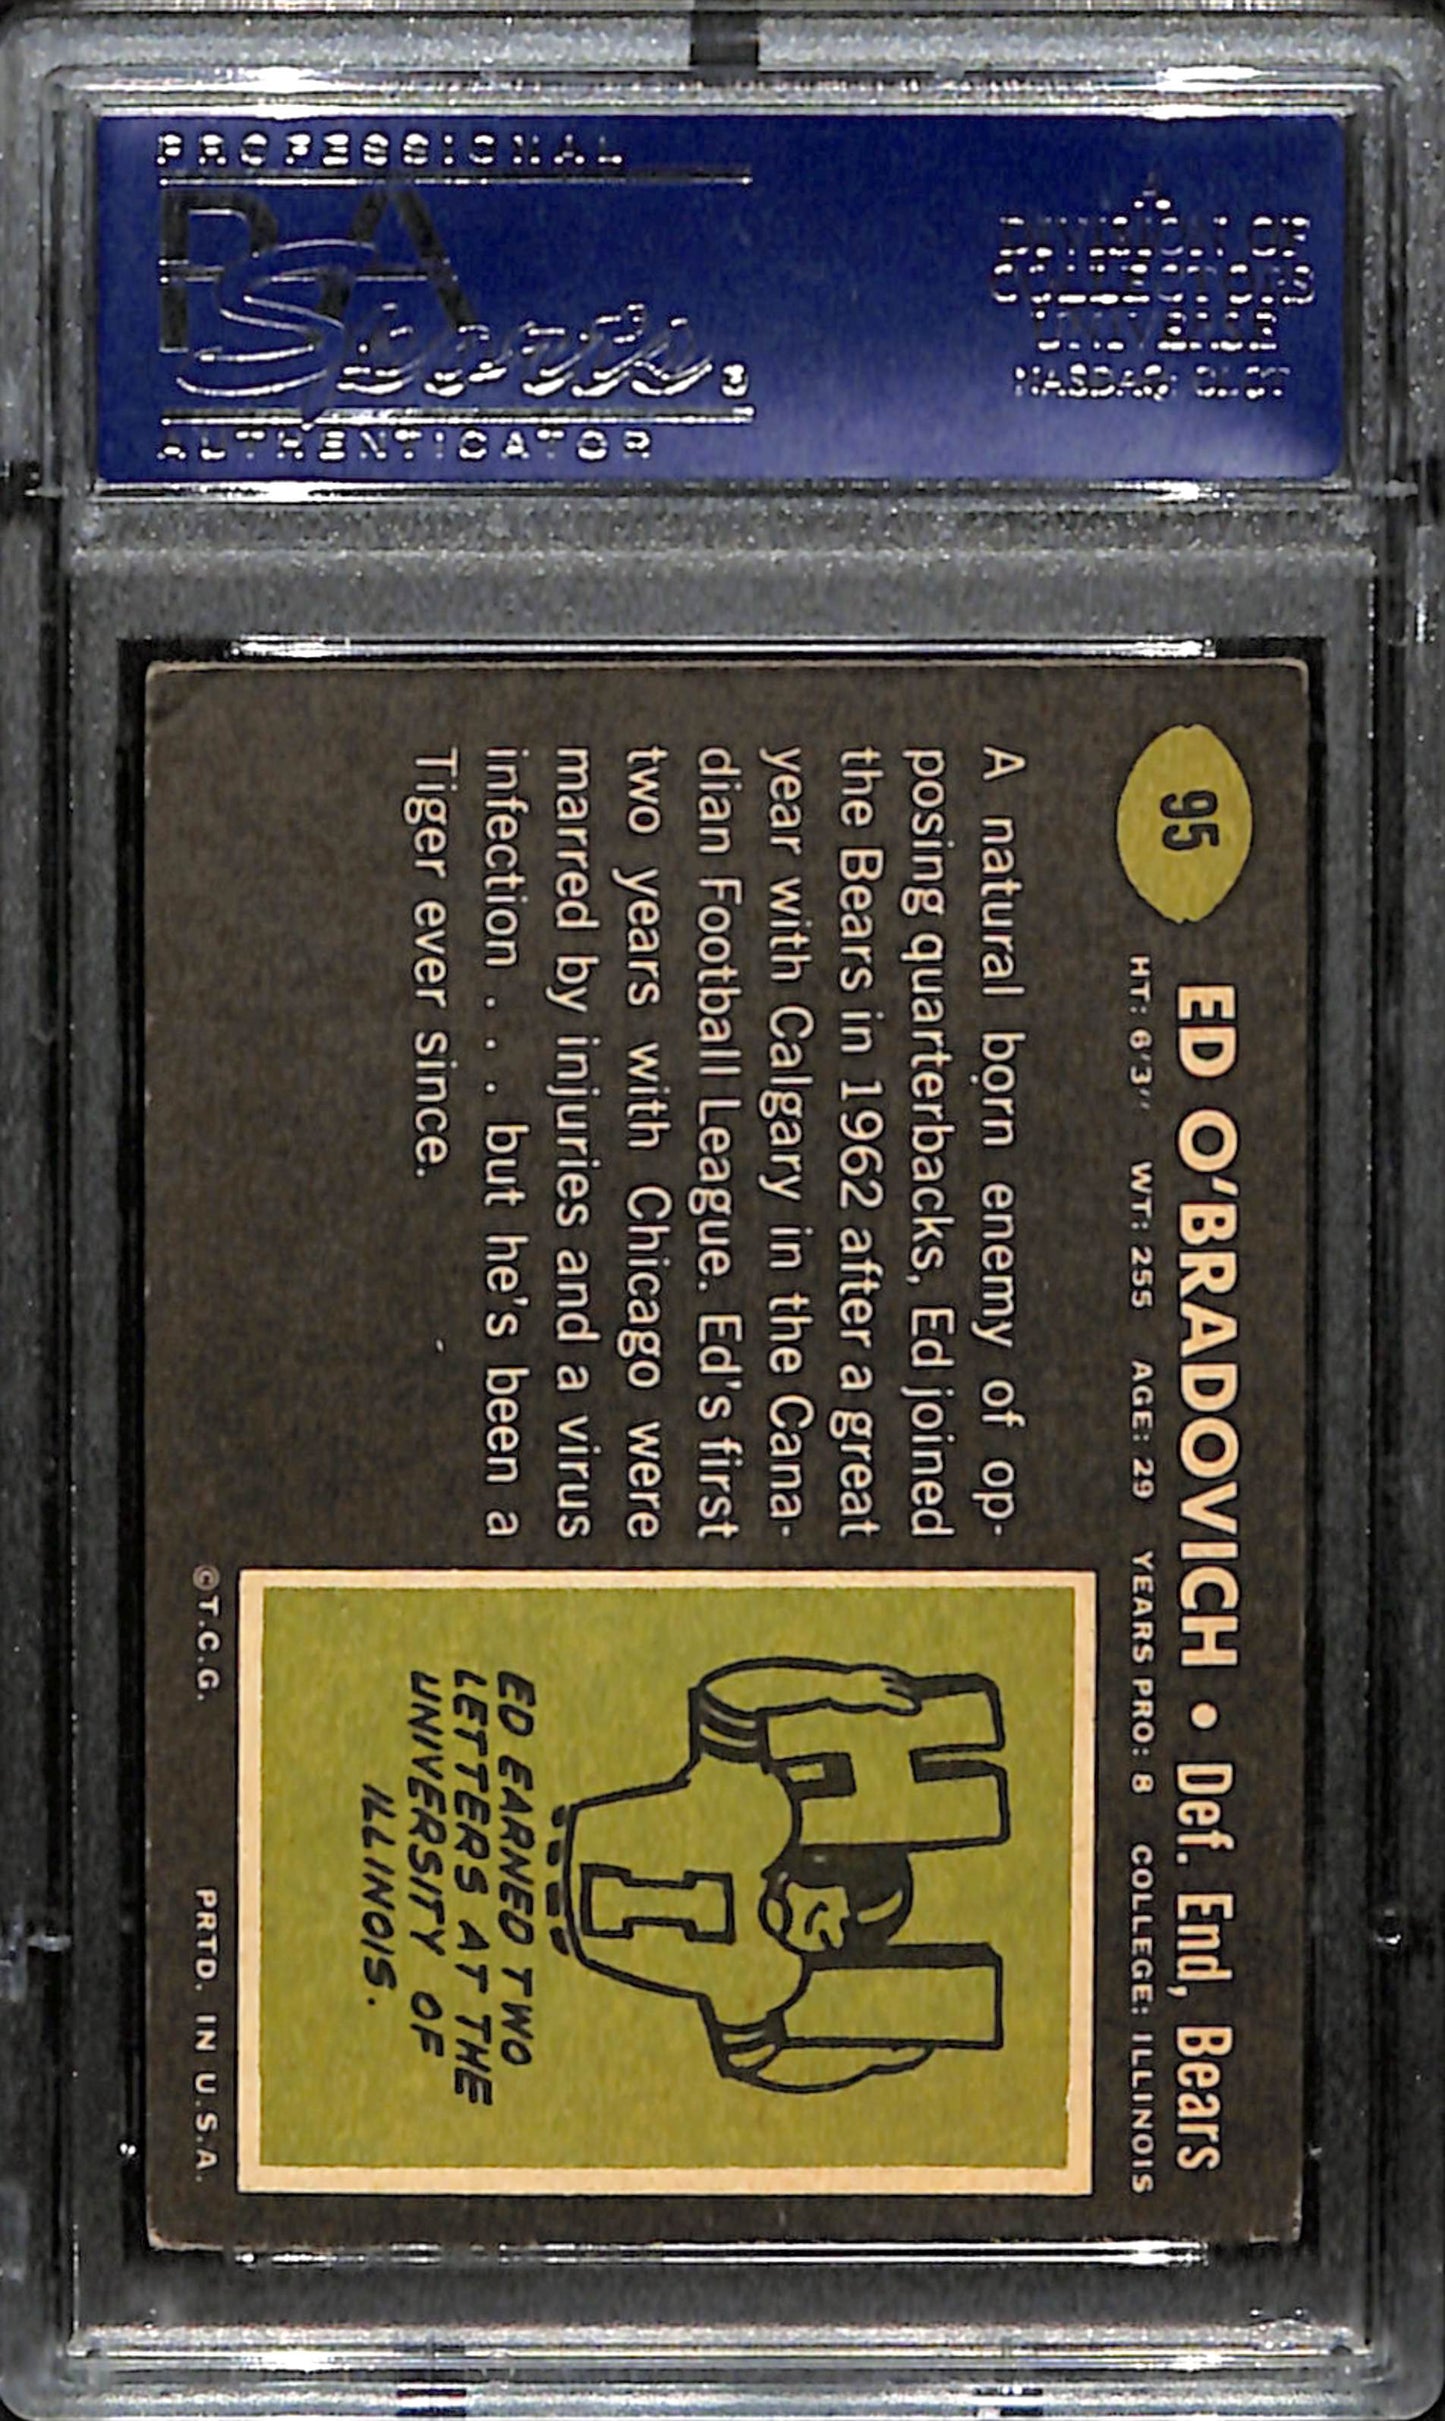 PROFESSIONAL
PSA
Sports
AUTHENTICATOR
A
DIVISION OF
COLLECTORS
UNIVERSE
NASDAQ: CLCT
95
ED O'BRADOVICH • Def. End, Bears
HT: 6'3" WT: 255 AGE: 29 YEARS PRO: 8 COLLEGE: ILLINOIS
A natural born enemy of op-
posing quarterbacks, Ed joined
the Bears in 1962 after a great
year with Calgary in the Cana-
dian Football League. Ed's first
two years with Chicago were
marred by injuries and a virus
infection . . . but he's been a
Tiger ever since.
I
ED EARNED TWO
LETTERS AT THE
UNIVERSITY OF
ILLINOIS.
©T.C.G. PRTD. IN U.S.A.